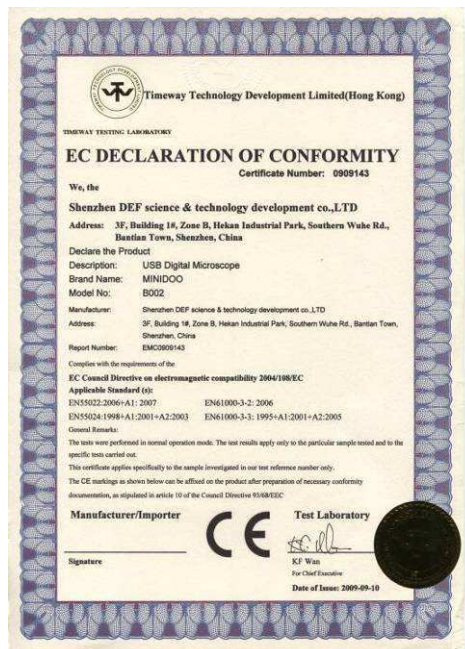 Timeway Technology Development Limited(Hong Kong)
TIMEWAY TESTING LABORATORY
EC DECLARATION OF CONFORMITY
Certificate Number: 0909143
We, the
Shenzhen DEF science & technology development co.,LTD
Address: 3F, Building 1#, Zone B, Hekan Industrial Park, Southern Wuhe Rd.,
Bantian Town, Shenzhen, China
Declare the Product
Description: USB Digital Microscope
Brand Name: MINIDOO
Model No: B002
Manufacturer: Shenzhen DEF science & technology development co.,LTD
Address: 3F, Building 1#, Zone B, Hekan Industrial Park, Southern Wuhe Rd., Bantian Town,
Shenzhen, China
Report Number: EMC0909143
Complies with the requirements of the
EC Council Directive on electromagnetic compatibility 2004/108/EC
Applicable Standard (s):
EN55022:2006+A1: 2007 EN61000-3-2: 2006
EN55024:1998+A1:2001+A2:2003 EN61000-3-3: 1995+A1:2001+A2:2005
General Remarks:
The tests were performed in normal operation mode. The test results apply only to the particular sample tested and to the
specific tests carried out.
This certificate applies specifically to the sample investigated in our test reference number only.
The CE markings as shown below can be affixed on the product after preparation of necessary conformity
documentation, as stipulated in article 10 of the Council Directive 93/68/EEC
Manufacturer/Importer
CE
Test Laboratory
Signature
KF Wan
For Chief Executive
Date of Issue: 2009-09-10